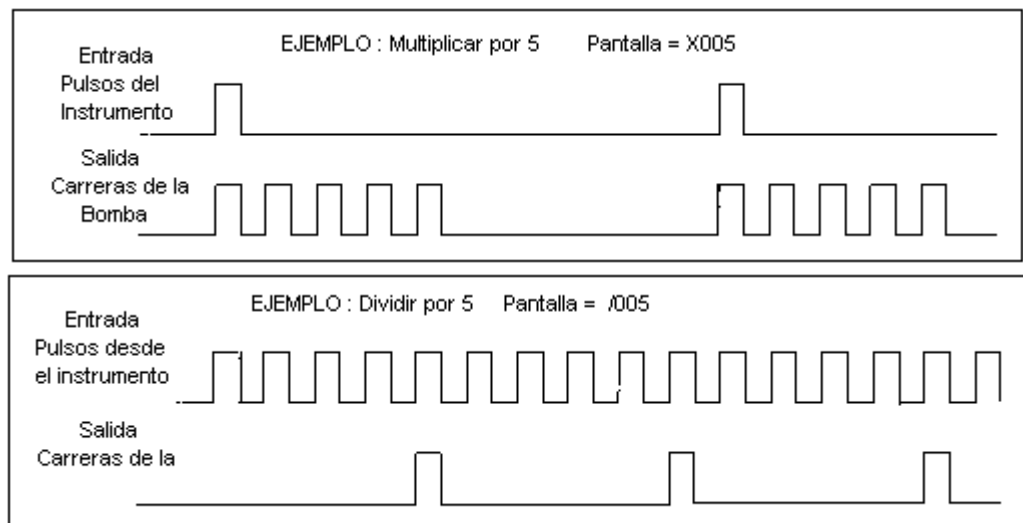 EJEMPLO : Multiplicar por 5 Pantalla = X005
Entrada
Pulsos del
Instrumento
Salida
Carreras de la
Bomba
EJEMPLO : Dividir por 5 Pantalla = /005
Entrada
Pulsos desde
el instrumento
Salida
Carreras de la